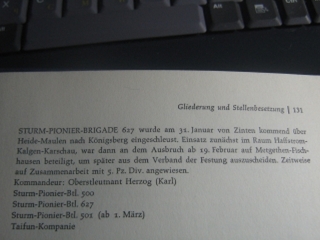 Gliederung und Stellenbesetzung | 131
STURM-PIONIER-BRIGADE 627 wurde am 31. Januar von Zinten kommend über
Heide-Maulen nach Königsberg eingeschleust. Einsatz zunächst im Raum Haffstrom-
Kalgen-Karschau, war dann an dem Ausbruch ab 19. Februar auf Metgethen-Fisch-
hausen beteiligt, um später aus dem Verband der Festung auszuscheiden. Zeitweise
auf Zusammenarbeit mit 5. Pz. Div. angewiesen.
Kommandeur: Oberstleutnant Herzog (Karl)
Sturm-Pionier-Btl. 500
Sturm-Pionier-Btl. 627
Sturm-Pionier-Btl. 501 (ab 1. März)
Taifun-Kompanie